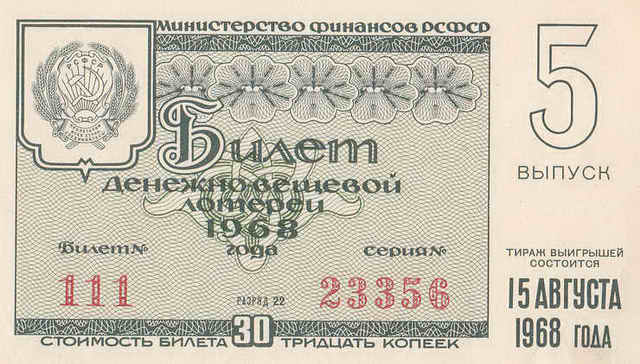 Министерство финансов РСФСР
РСФСР
Билет
денежно-вещевой
лотереи
1968
года
Билет № серия №
111 РАЗРЯД 22 23356
СТОИМОСТЬ БИЛЕТА 30 ТРИДЦАТЬ КОПЕЕК
5
ВЫПУСК
ТИРАЖ ВЫИГРЫШЕЙ
СОСТОИТСЯ
15 АВГУСТА
1968 ГОДА